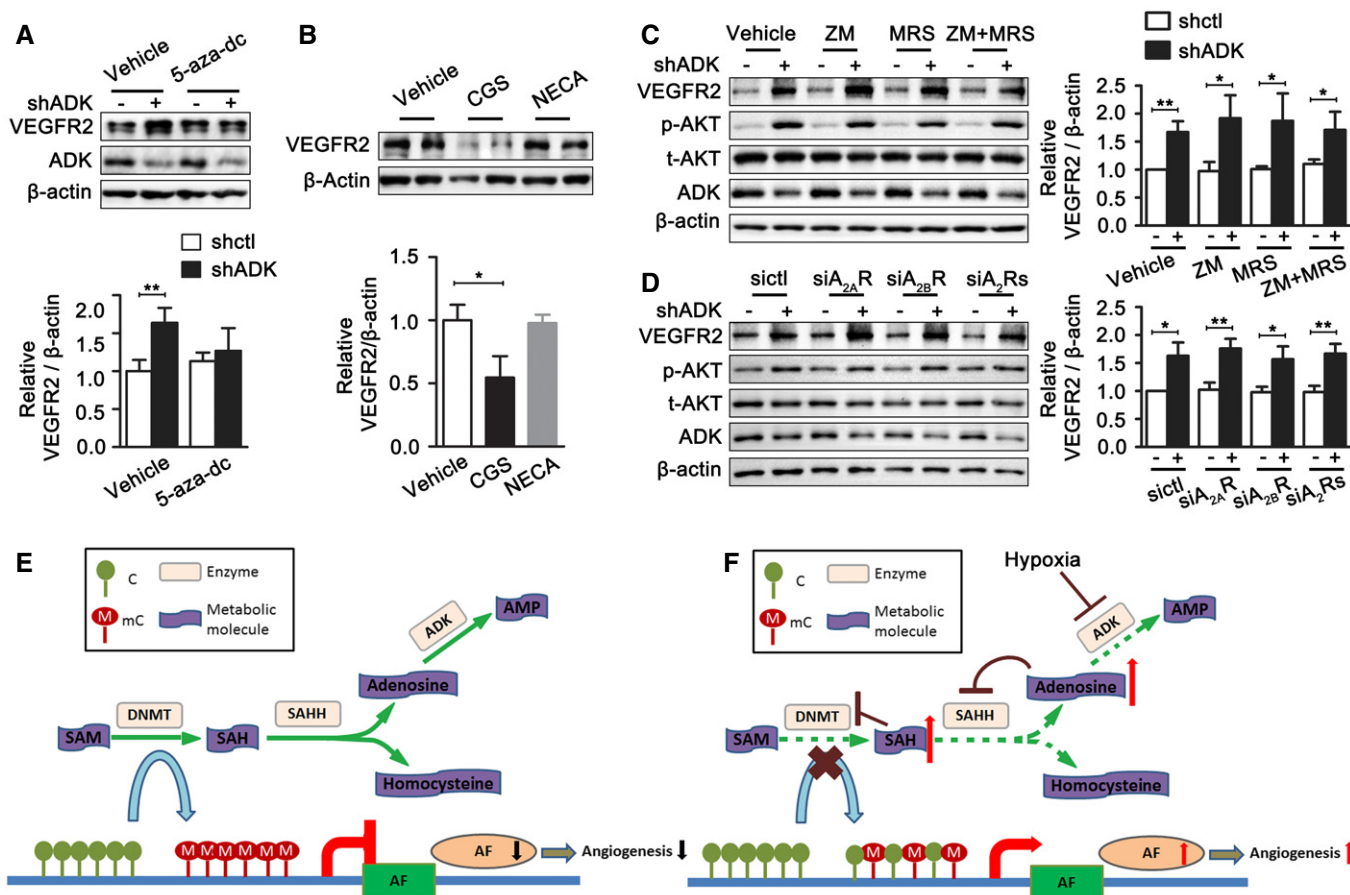 A
Vehicle
5-aza-dc
shADK
- + - +
VEGFR2
ADK
β-actin
shctl
shADK
Relative
VEGFR2 / β-actin
2.0
1.5
1.0
1.0
0.0
**
Vehicle
5-aza-dc
B
Vehicle
CGS
NECA
VEGFR2
β-Actin
Relative
VEGFR2/β-actin
1.0
0.5
0.0
*
Vehicle
CGS
NECA
C
Vehicle
ZM
MRS
ZM+MRS
shADK
- + - + - + - +
VEGFR2
p-AKT
t-AKT
ADK
β-actin
shctl
shADK
Relative
VEGFR2 / β-actin
2.5
2.0
1.5
1.0
0.5
0.0
** * * *
- + - + - + - +
Vehicle
ZM
MRS
ZM+MRS
D
sictl
siA2AR
siA2BR
siA2Rs
shADK
- + - + - + - +
VEGFR2
p-AKT
t-AKT
ADK
β-actin
Relative
VEGFR2 / β-actin
2.5
2.0
1.5
1.0
0.5
0.0
* ** * **
- + - + - + - +
sictl
siA2AR
siA2BR
siA2Rs
E
C
Enzyme
M
mC
Metabolic
molecule
ADK
AMP
Adenosine
DNMT
SAHH
SAM
SAH
Homocysteine
M M M M M M
AF
AF
Angiogenesis
F
C
Enzyme
M
mC
Metabolic
molecule
Hypoxia
ADK
AMP
Adenosine
DNMT
SAHH
SAM
SAH
Homocysteine
M M M
AF
AF
Angiogenesis